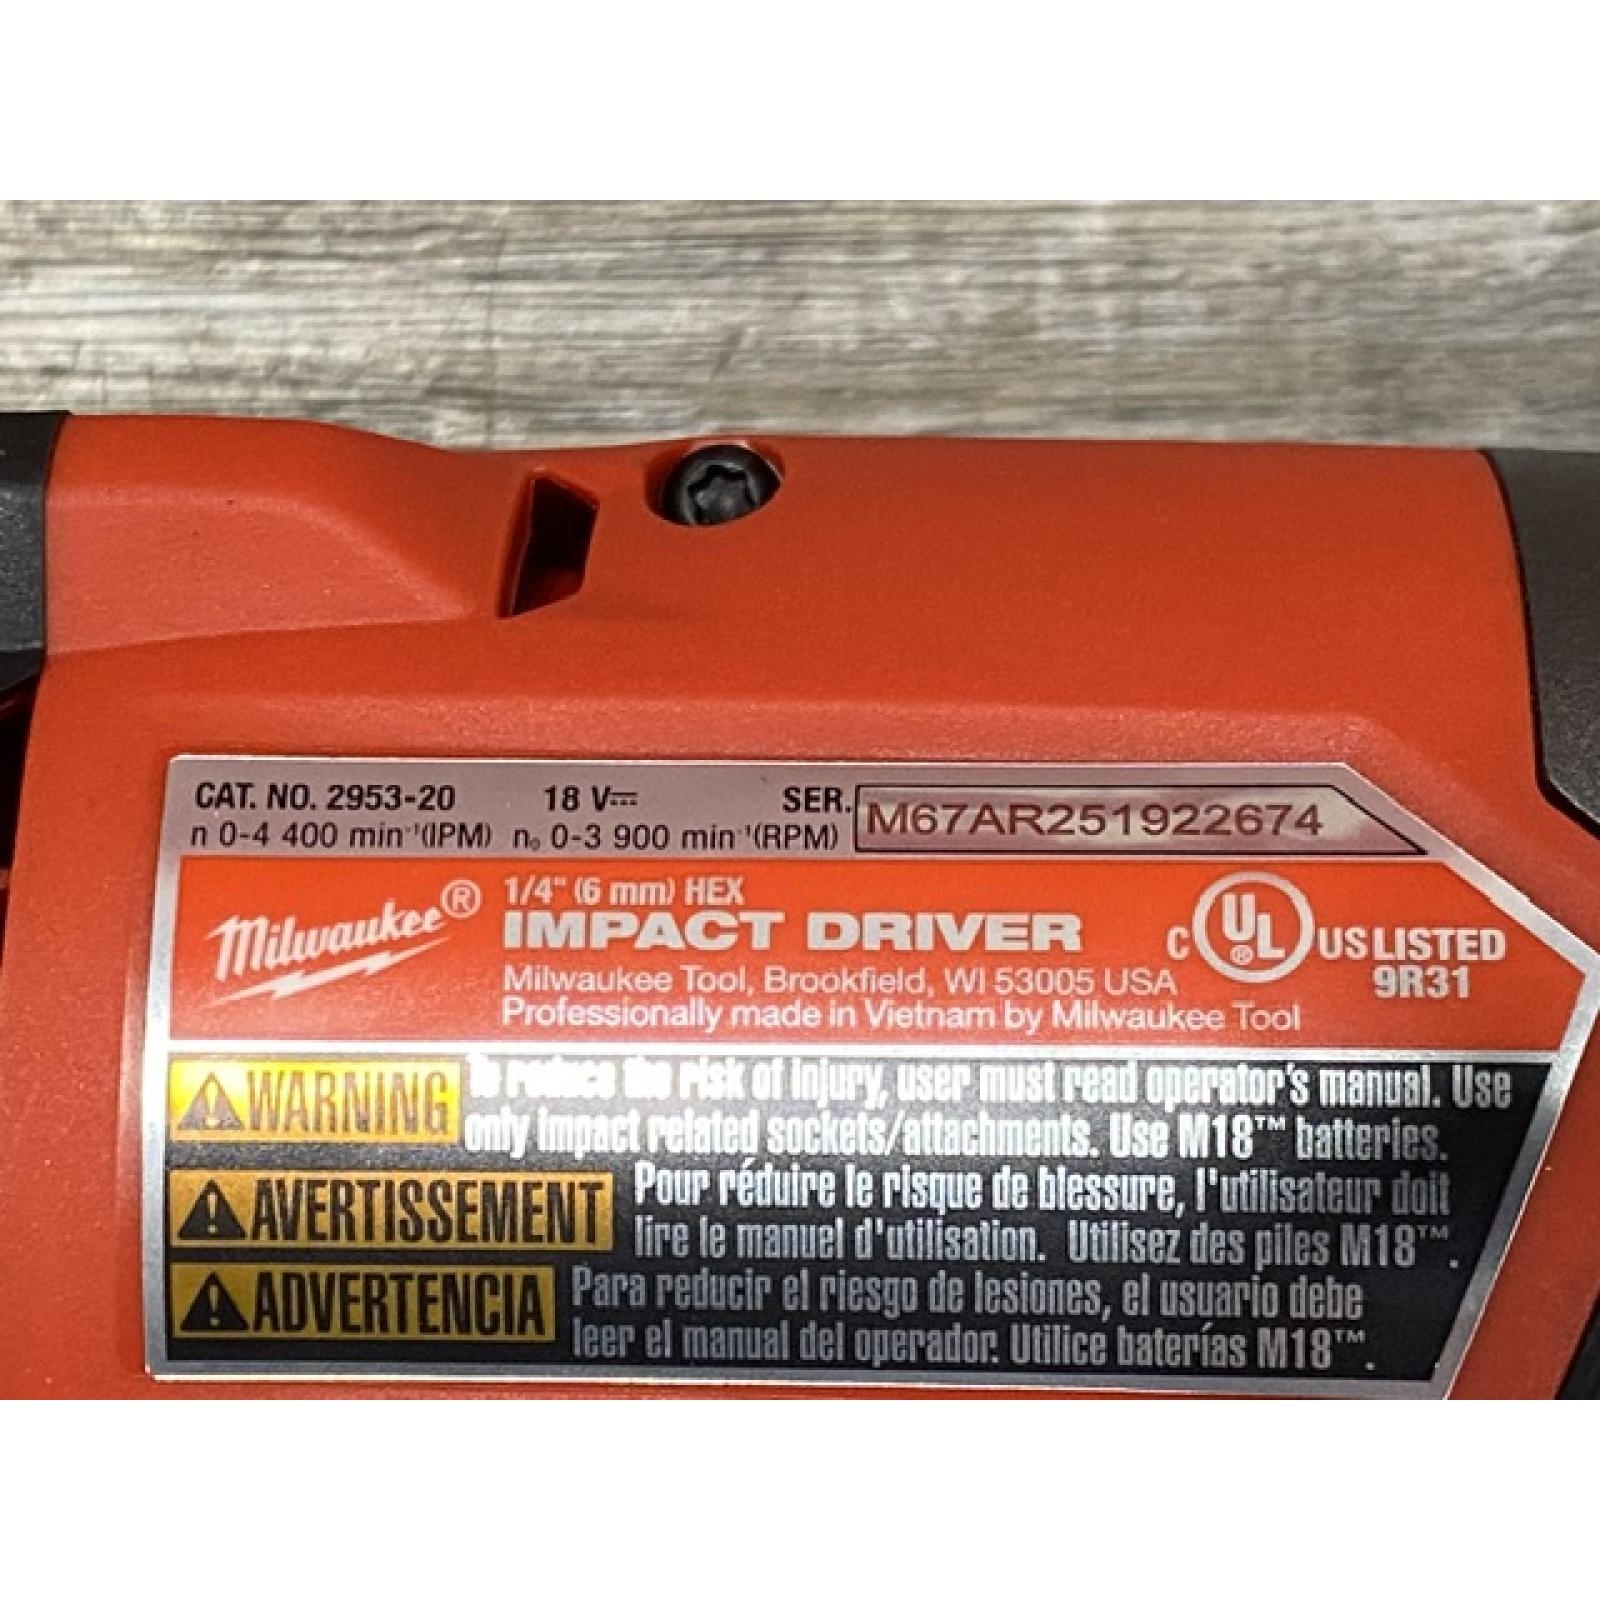 CAT. NO. 2953-20 18 V⎓ SER. M67AR251922674
n 0-4 400 min⁻¹(IPM) n₀ 0-3 900 min⁻¹(RPM)
Milwaukee®
1/4" (6 mm) HEX
IMPACT DRIVER
Milwaukee Tool, Brookfield, WI 53005 USA
Professionally made in Vietnam by Milwaukee Tool
C UL® US LISTED
9R31
WARNING To reduce the risk of injury, user must read operator's manual. Use
only impact related sockets/attachments. Use M18™ batteries.
AVERTISSEMENT Pour réduire le risque de blessure, l'utilisateur doit
lire le manuel d'utilisation. Utilisez des piles M18™.
ADVERTENCIA Para reducir el riesgo de lesiones, el usuario debe
leer el manual del operador. Utilice baterías M18™.